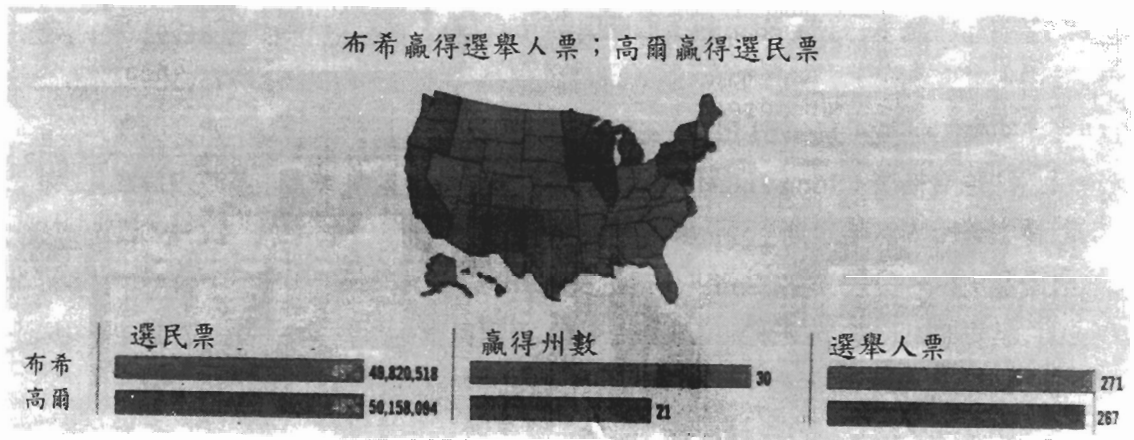 布希贏得選舉人票；高爾贏得選民票
選民票
贏得州數
選舉人票
布希
49,820,518
30
271
高爾
50,158,094
21
267